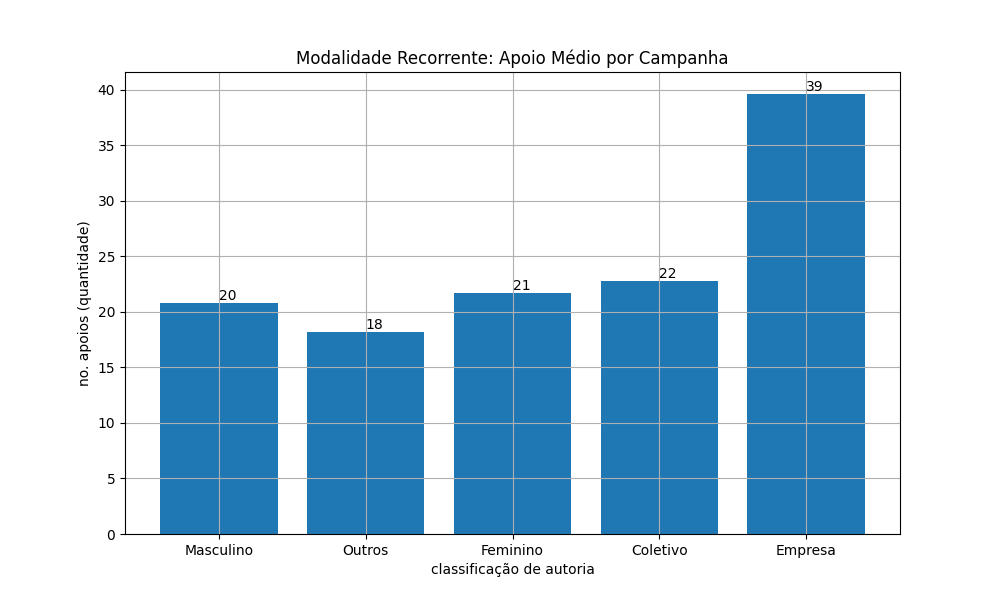 Modalidade Recorrente: Apoio Médio por Campanha
no. apoios (quantidade)
40
35
30
25
20
15
10
5
0
20
18
21
22
39
Masculino
Outros
Feminino
Coletivo
Empresa
classificação de autoria